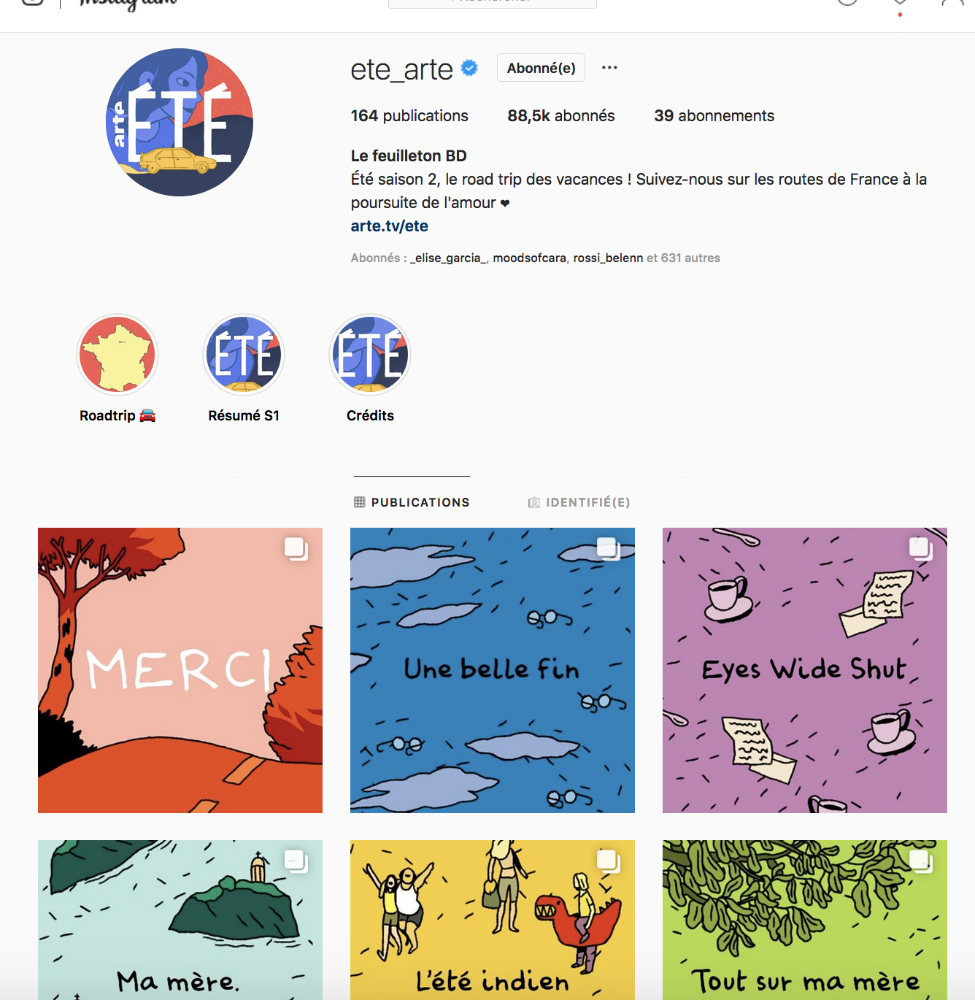 Instagram
Rechercher
ete_arte
Abonné(e)
164 publications
88,5k abonnés
39 abonnements
arte
ÉTÉ
Le feuilleton BD
Été saison 2, le road trip des vacances ! Suivez-nous sur les routes de France à la
poursuite de l'amour ❤
arte.tv/ete
Abonnés : _elise_garcia_, moodsofcara, rossi_belenn et 631 autres
ÉTÉ
ÉTÉ
Roadtrip 🚘
Résumé S1
Crédits
PUBLICATIONS
IDENTIFIÉ(E)
MERCI
Une belle fin
Eyes Wide Shut
Ma mère.
L'été indien
Tout sur ma mère